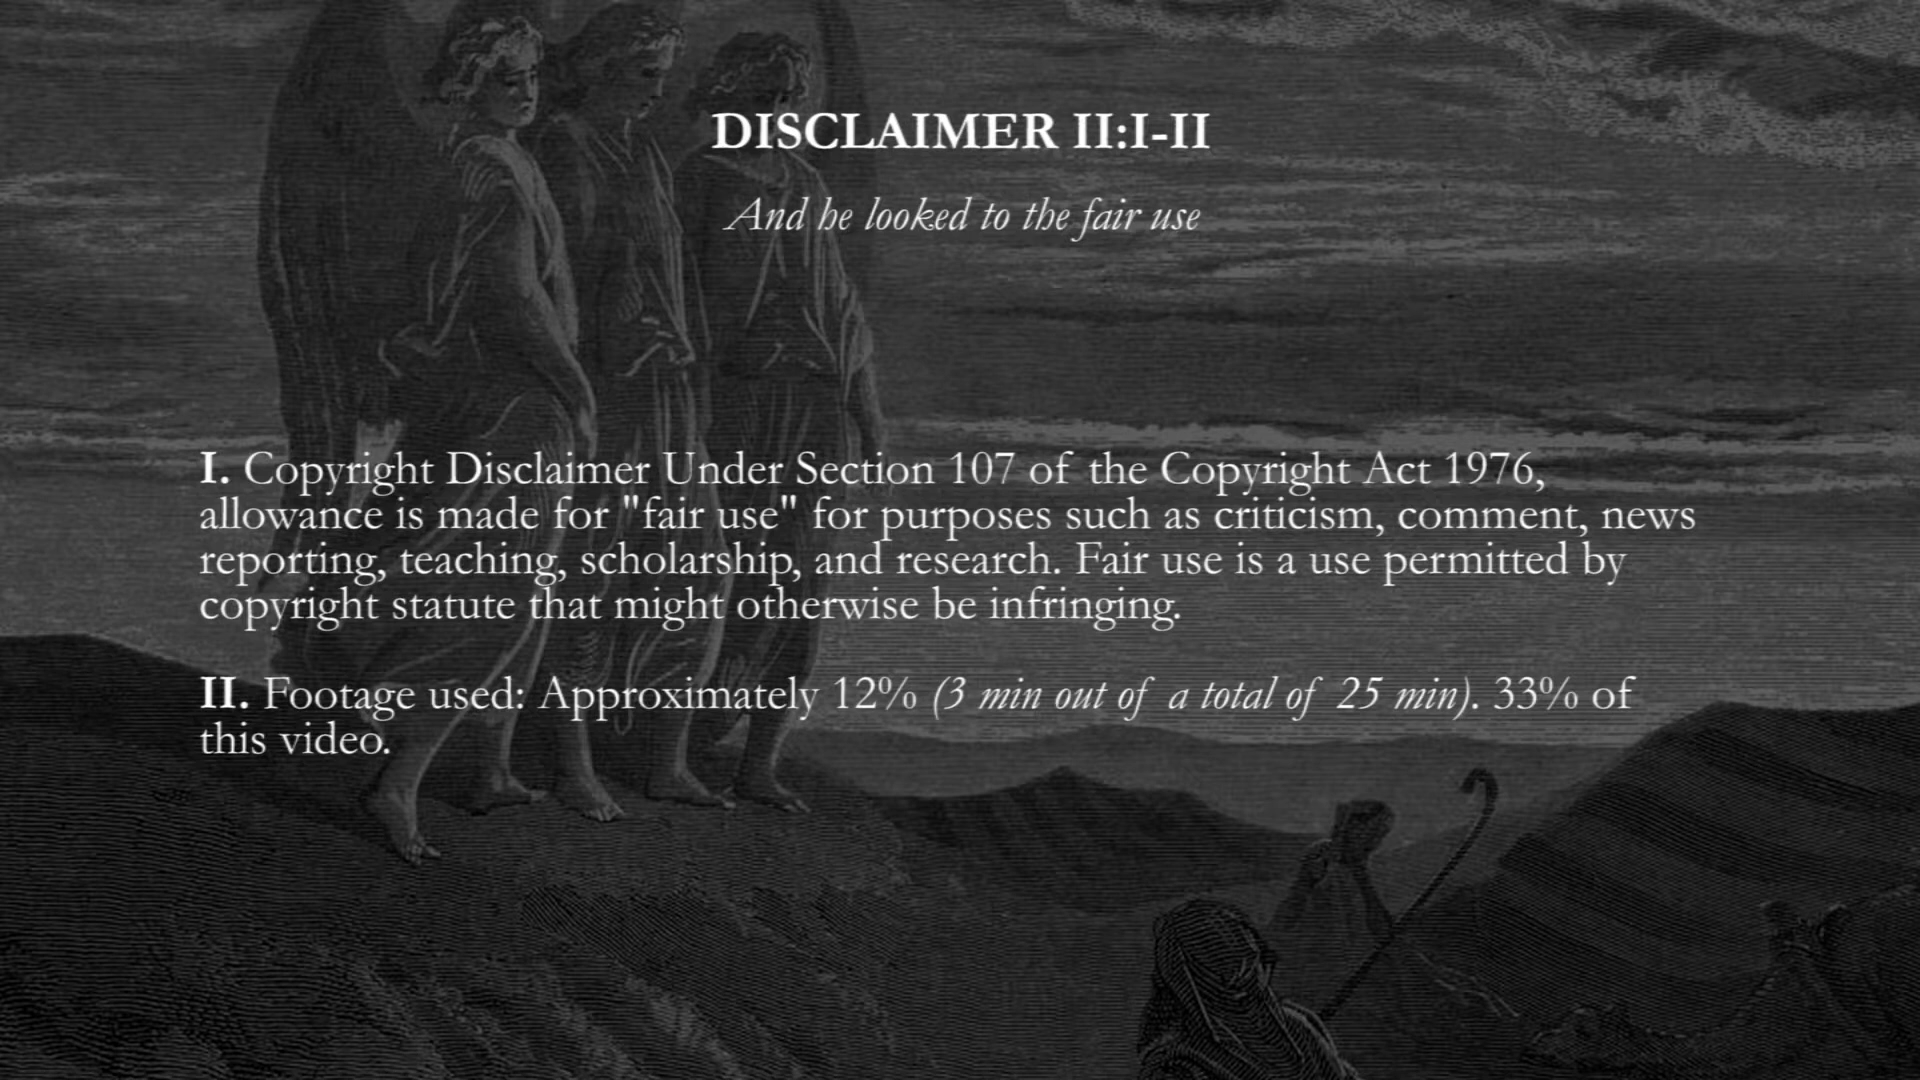 DISCLAIMER II:I-II
And he looked to the fair use
I. Copyright Disclaimer Under Section 107 of the Copyright Act 1976,
allowance is made for "fair use" for purposes such as criticism, comment, news
reporting, teaching, scholarship, and research. Fair use is a use permitted by
copyright statute that might otherwise be infringing.
II. Footage used: Approximately 12% (3 min out of a total of 25 min). 33% of
this video.